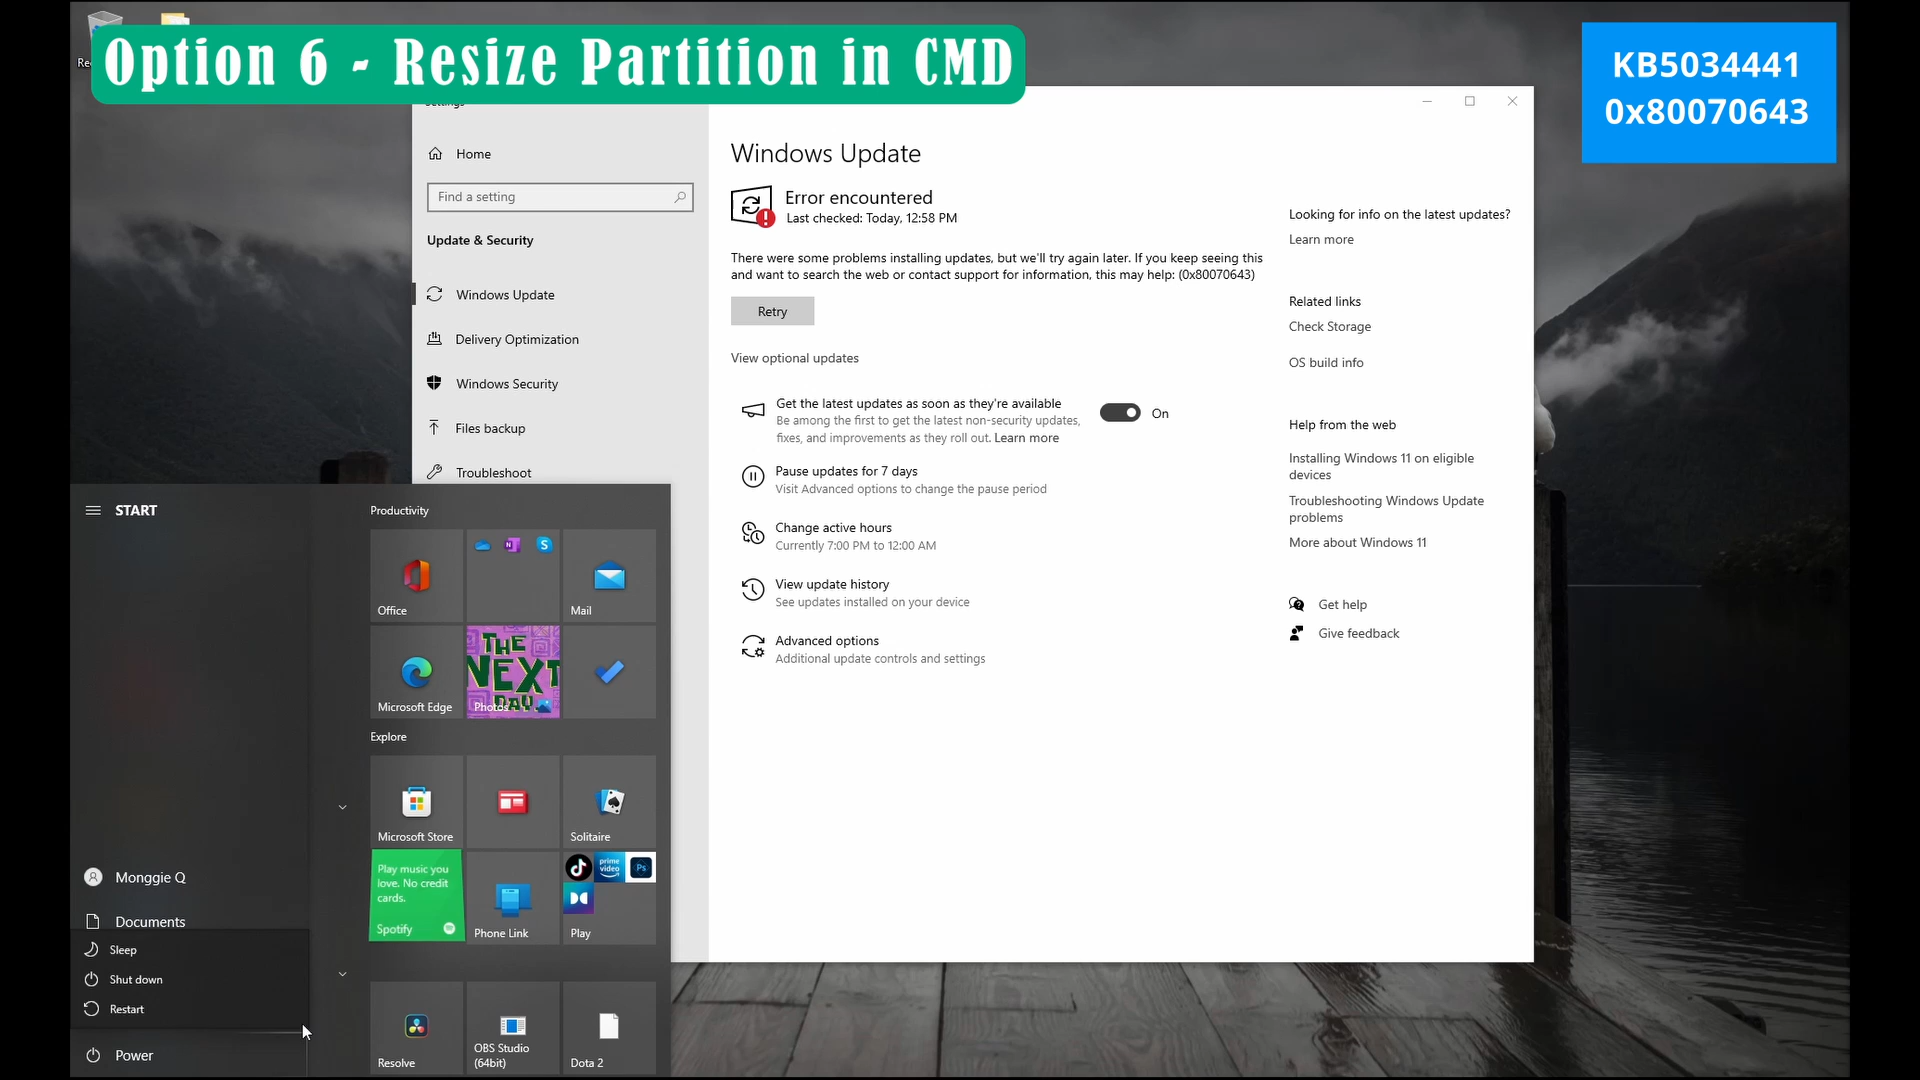 Option 6 - Resize Partition in CMD
KB5034441
0x80070643
Settings
Home
Find a setting
Update & Security
Windows Update
Delivery Optimization
Windows Security
Files backup
Troubleshoot
Windows Update
Error encountered
Last checked: Today, 12:58 PM
There were some problems installing updates, but we'll try again later. If you keep seeing this
and want to search the web or contact support for information, this may help: (0x80070643)
Retry
View optional updates
Get the latest updates as soon as they're available
Be among the first to get the latest non-security updates,
fixes, and improvements as they roll out. Learn more
On
Pause updates for 7 days
Visit Advanced options to change the pause period
Change active hours
Currently 7:00 PM to 12:00 AM
View update history
See updates installed on your device
Advanced options
Additional update controls and settings
Looking for info on the latest updates?
Learn more
Related links
Check Storage
OS build info
Help from the web
Installing Windows 11 on eligible
devices
Troubleshooting Windows Update
problems
More about Windows 11
Get help
Give feedback
START
Monggie Q
Documents
Sleep
Shut down
Restart
Power
Productivity
Office
Mail
Microsoft Edge
THE
NEXT
DAY
Photos
Explore
Microsoft Store
Solitaire
Play music you
love. No credit
cards.
Spotify
Phone Link
prime
video
Ps
Play
Resolve
OBS Studio
(64bit)
Dota 2